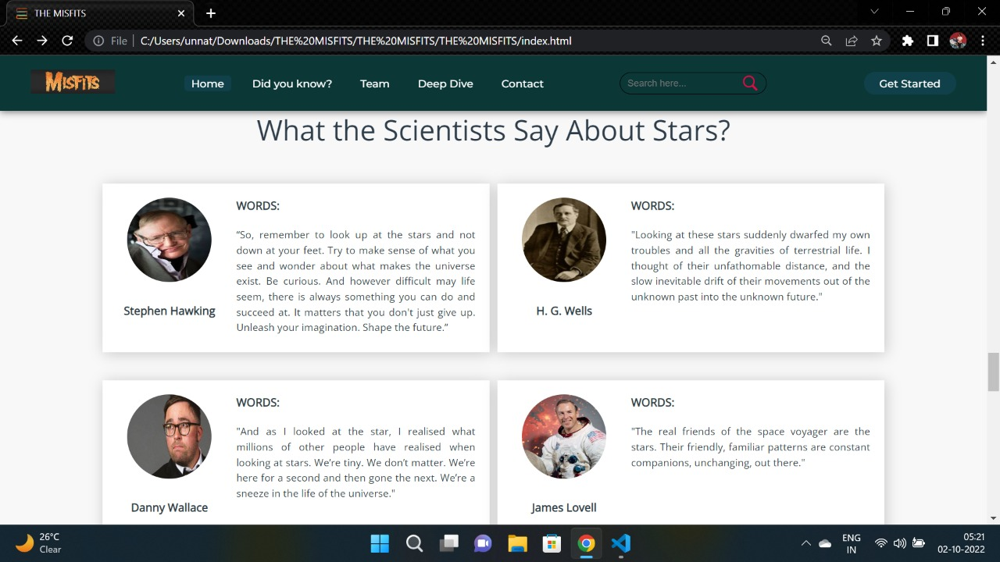 THE MISFITS
File
C:/Users/unnat/Downloads/THE%20MISFITS/THE%20MISFITS/THE%20MISFITS/index.html
MISFITS
Home
Did you know?
Team
Deep Dive
Contact
Search here...
Get Started
What the Scientists Say About Stars?
WORDS:
“So, remember to look up at the stars and not
down at your feet. Try to make sense of what you
see and wonder about what makes the universe
exist. Be curious. And however difficult may life
seem, there is always something you can do and
succeed at. It matters that you don't just give up.
Unleash your imagination. Shape the future.”
Stephen Hawking
WORDS:
"Looking at these stars suddenly dwarfed my own
troubles and all the gravities of terrestrial life. I
thought of their unfathomable distance, and the
slow inevitable drift of their movements out of the
unknown past into the unknown future."
H. G. Wells
WORDS:
"And as I looked at the star, I realised what
millions of other people have realised when
looking at stars. We’re tiny. We don’t matter. We’re
here for a second and then gone the next. We’re a
sneeze in the life of the universe."
Danny Wallace
WORDS:
"The real friends of the space voyager are the
stars. Their friendly, familiar patterns are constant
companions, unchanging, out there."
James Lovell
26°C
Clear
ENG
IN
05:21
02-10-2022